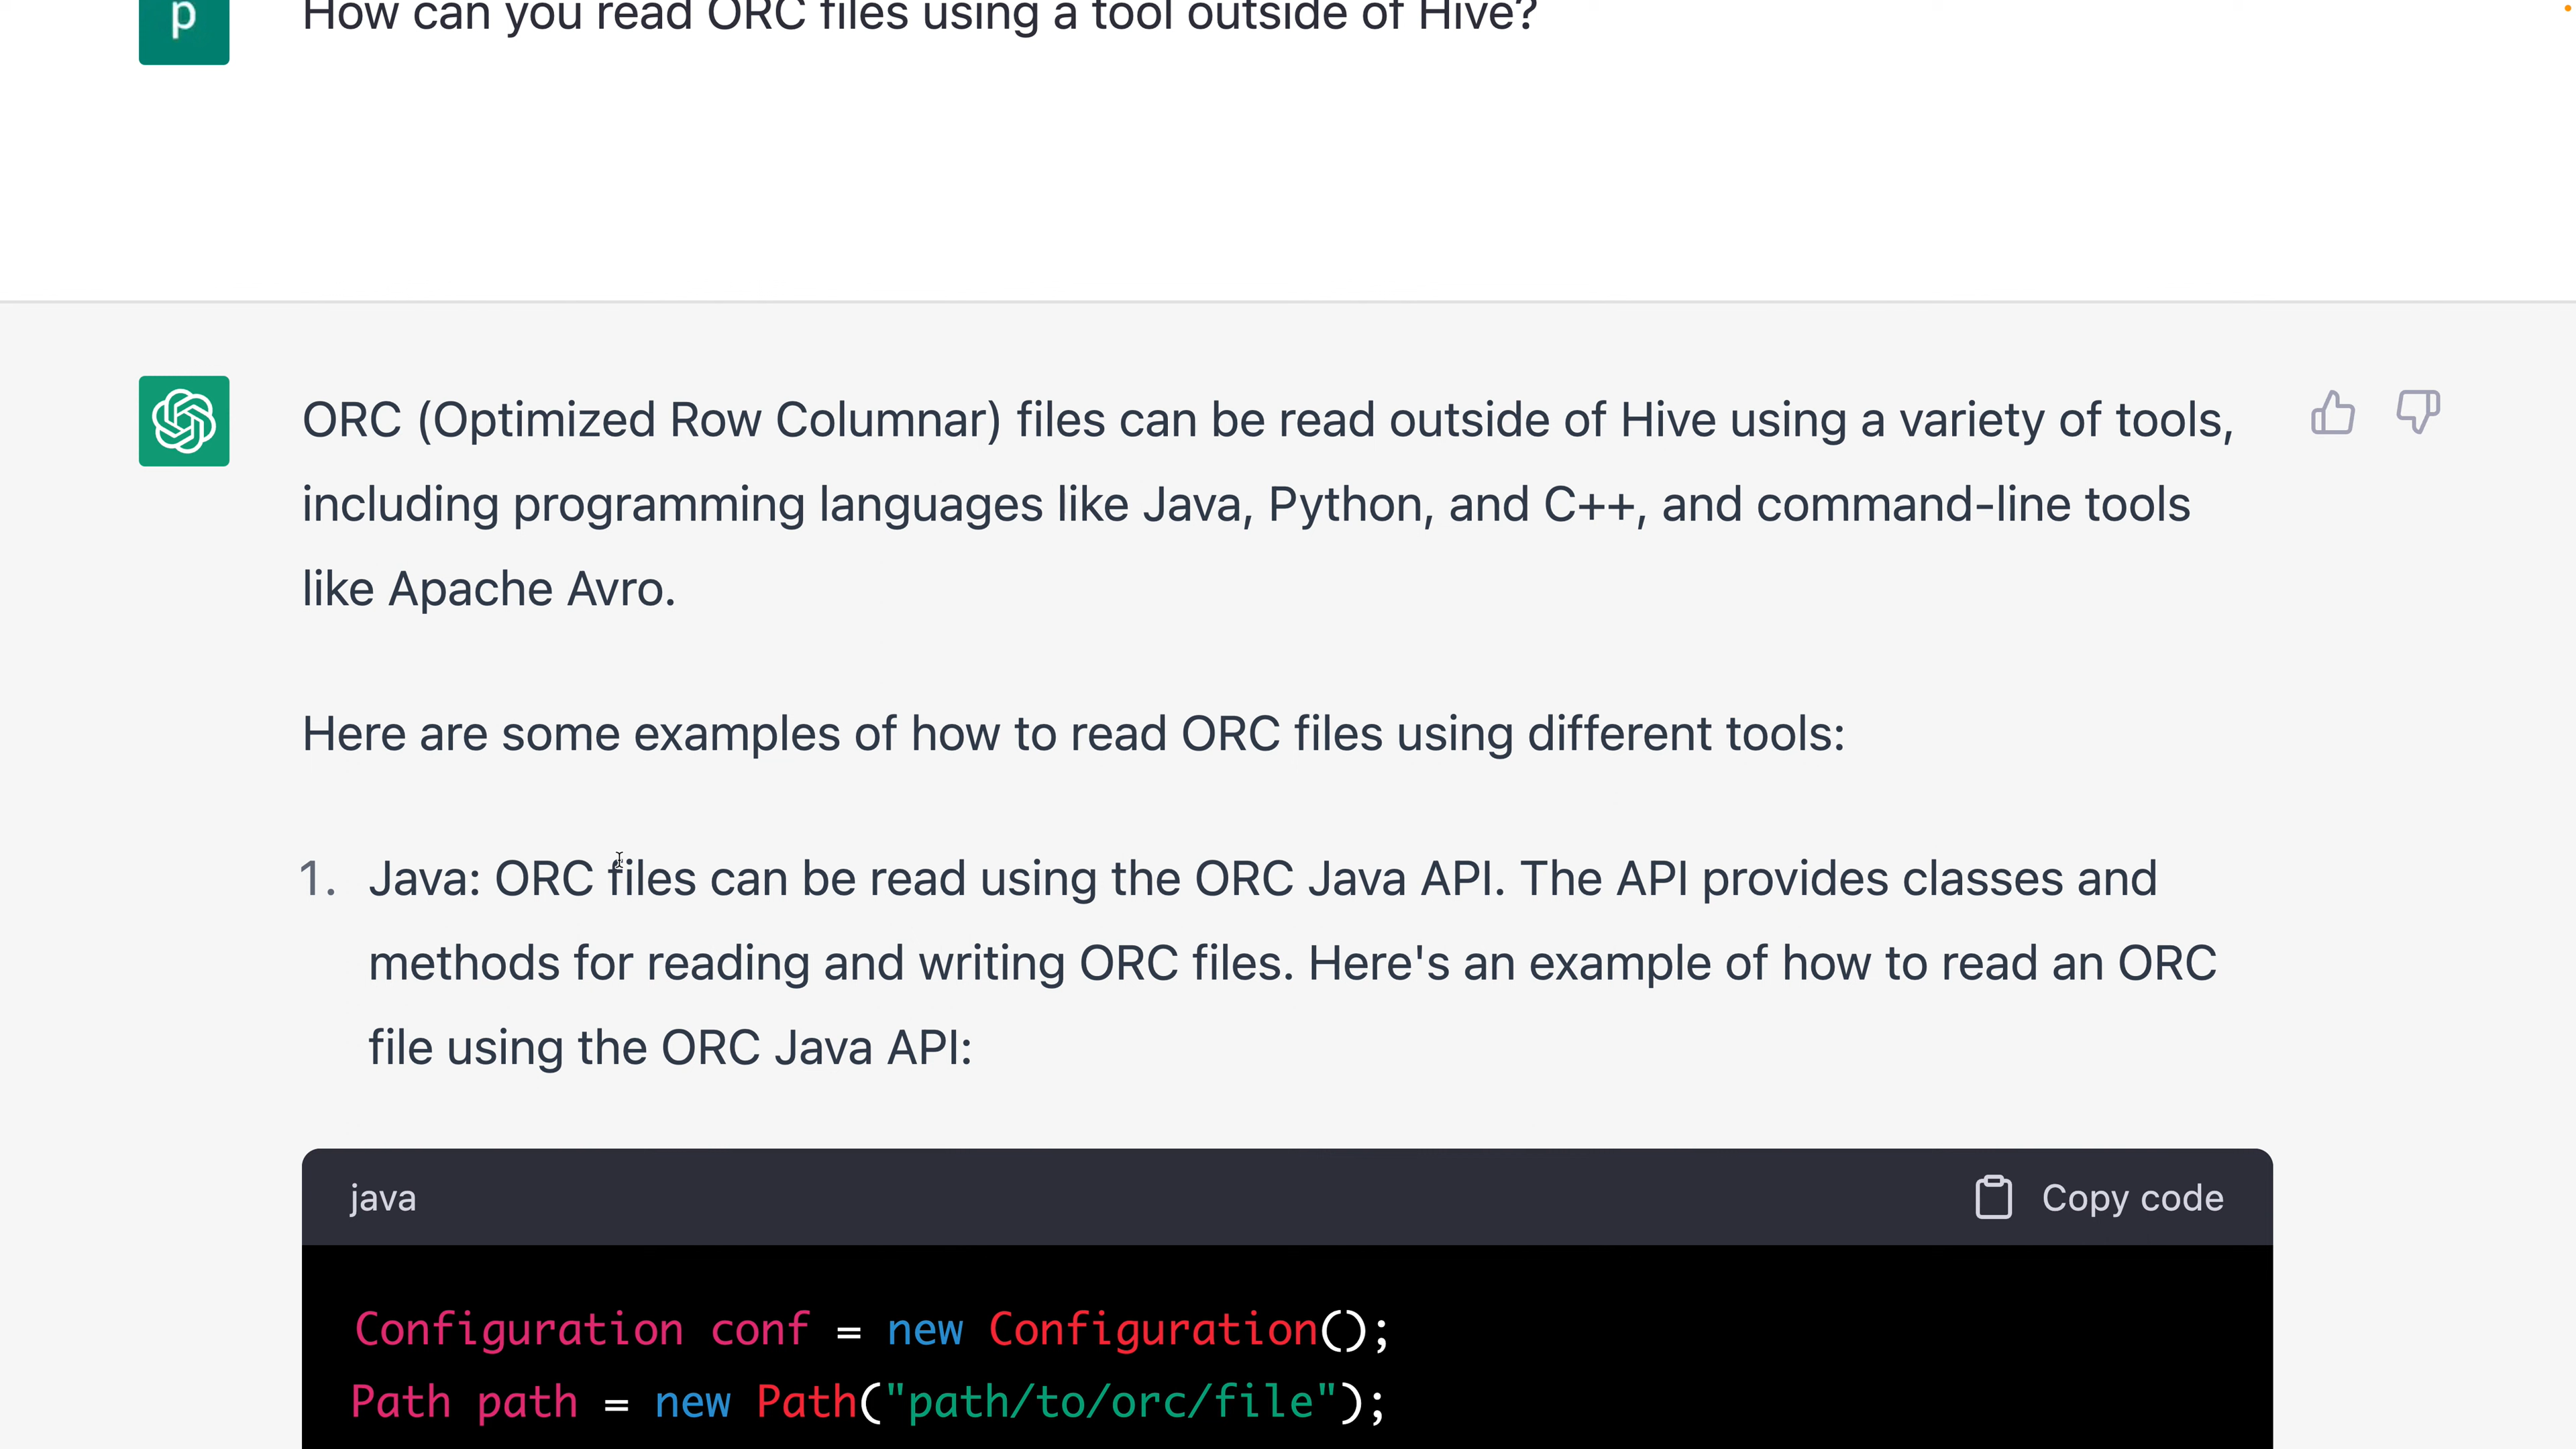 p
How can you read ORC files using a tool outside of Hive?
ORC (Optimized Row Columnar) files can be read outside of Hive using a variety of tools,
including programming languages like Java, Python, and C++, and command-line tools
like Apache Avro.
Here are some examples of how to read ORC files using different tools:
1. Java: ORC files can be read using the ORC Java API. The API provides classes and
methods for reading and writing ORC files. Here's an example of how to read an ORC
file using the ORC Java API:
java
Copy code
Configuration conf = new Configuration();
Path path = new Path("path/to/orc/file");